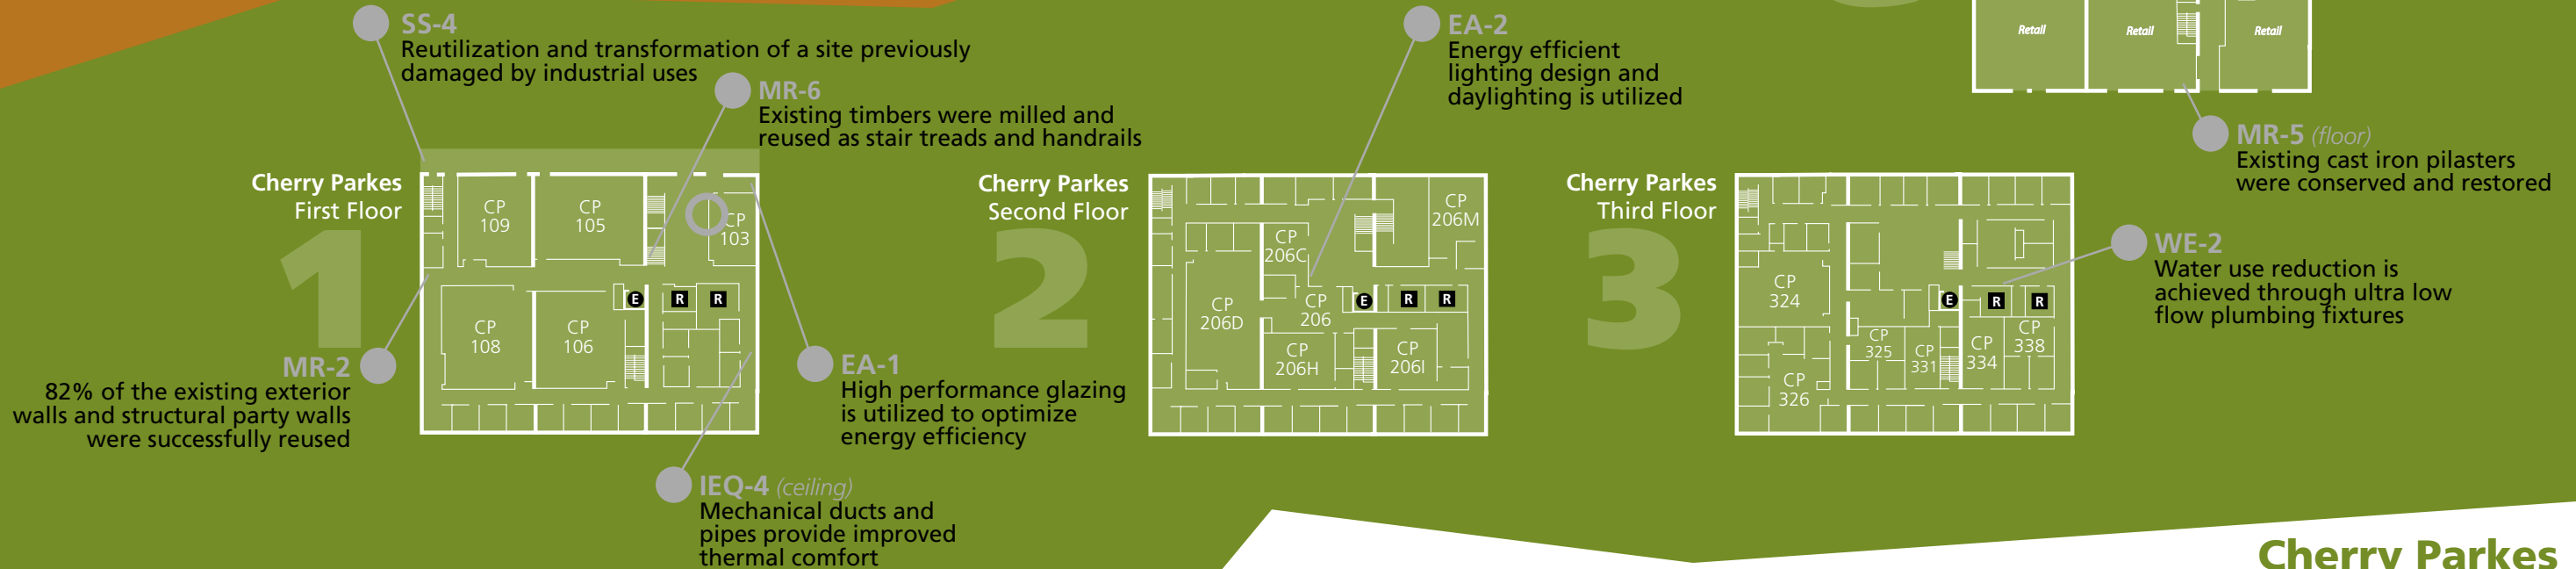 SS-4
Reutilization and transformation of a site previously
damaged by industrial uses
MR-6
Existing timbers were milled and
reused as stair treads and handrails
EA-2
Energy efficient
lighting design and
daylighting is utilized
Retail
Retail
Retail
MR-5 (floor)
Existing cast iron pilasters
were conserved and restored
Cherry Parkes
First Floor
1
CP
109
CP
105
CP
103
E
R
R
CP
108
CP
106
MR-2
82% of the existing exterior
walls and structural party walls
were successfully reused
EA-1
High performance glazing
is utilized to optimize
energy efficiency
IEQ-4 (ceiling)
Mechanical ducts and
pipes provide improved
thermal comfort
Cherry Parkes
Second Floor
2
CP
206M
CP
206C
CP
206D
CP
206
E
R
R
CP
206H
CP
206I
Cherry Parkes
Third Floor
3
CP
324
E
R
R
CP
325
CP
331
CP
334
CP
338
CP
326
WE-2
Water use reduction is
achieved through ultra low
flow plumbing fixtures
Cherry Parkes